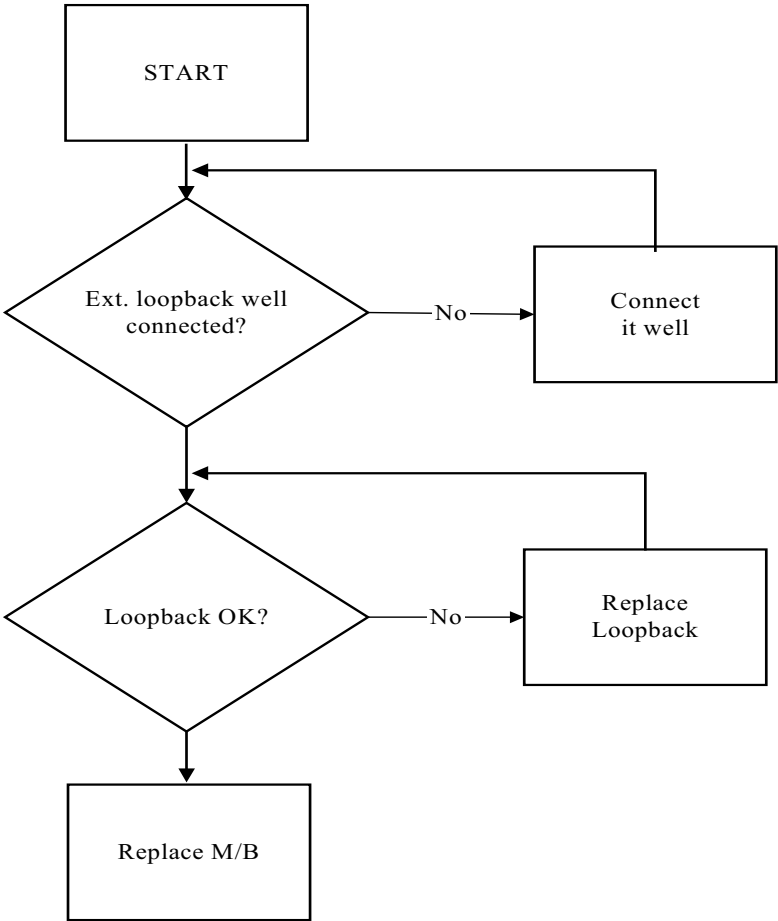 START
Ext. loopback well
connected?
No
Connect
it well
Loopback OK?
No
Replace
Loopback
Replace M/B